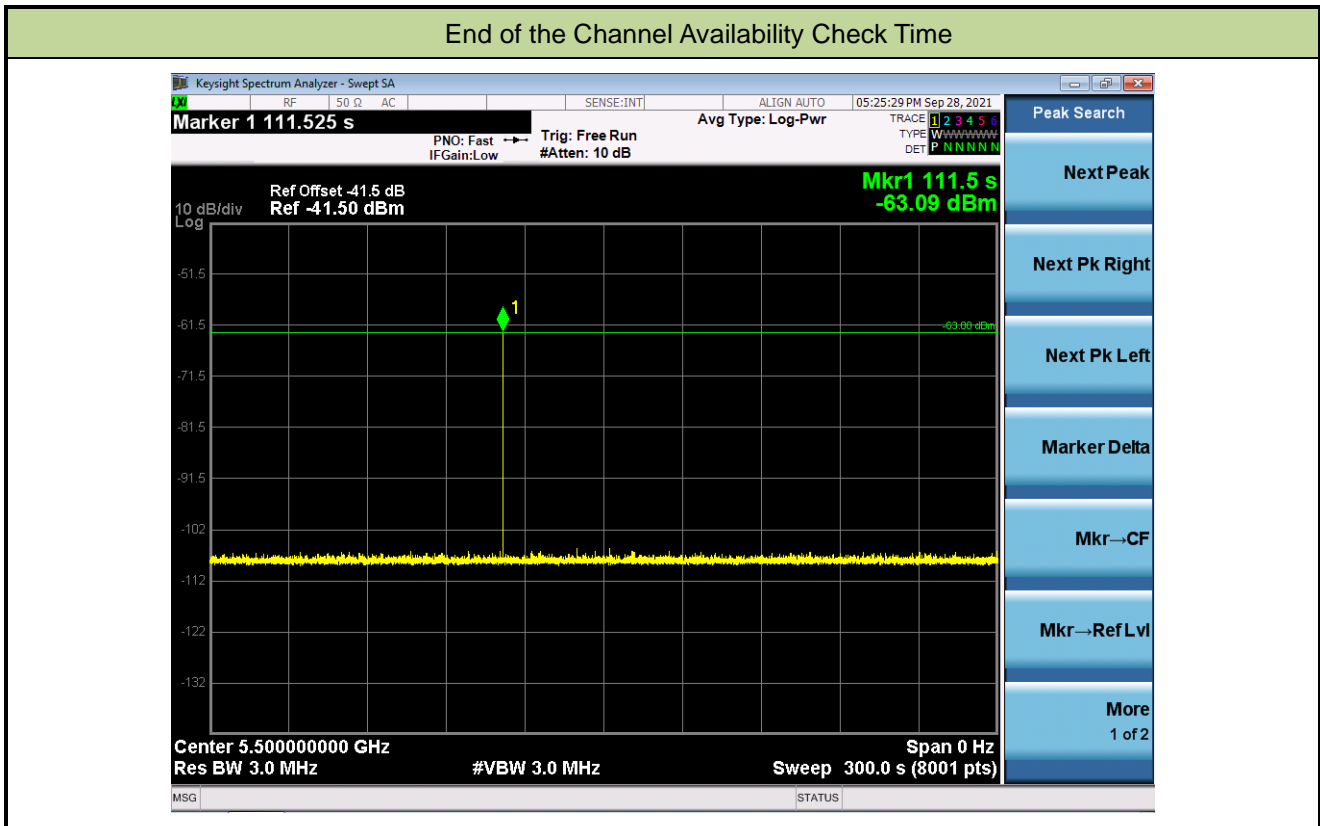 End of the Channel Availability Check Time
Keysight Spectrum Analyzer - Swept SA
LXI RF 50 Ω AC SENSE:INT ALIGN AUTO 05:25:29 PM Sep 28, 2021
Marker 1 111.525 s
PNO: Fast
IFGain:Low
Trig: Free Run
#Atten: 10 dB
Avg Type: Log-Pwr
TRACE 1 2 3 4 5 6
TYPE WWWWWW
DET P N N N N N
Ref Offset -41.5 dB
10 dB/div Ref -41.50 dBm
Log
Mkr1 111.5 s
-63.09 dBm
-51.5
1
-61.5
-63.00 dBm
-71.5
-81.5
-91.5
-102
-112
-122
-132
Center 5.500000000 GHz Span 0 Hz
Res BW 3.0 MHz #VBW 3.0 MHz Sweep 300.0 s (8001 pts)
MSG STATUS
Peak Search
Next Peak
Next Pk Right
Next Pk Left
Marker Delta
Mkr→CF
Mkr→Ref Lvl
More
1 of 2